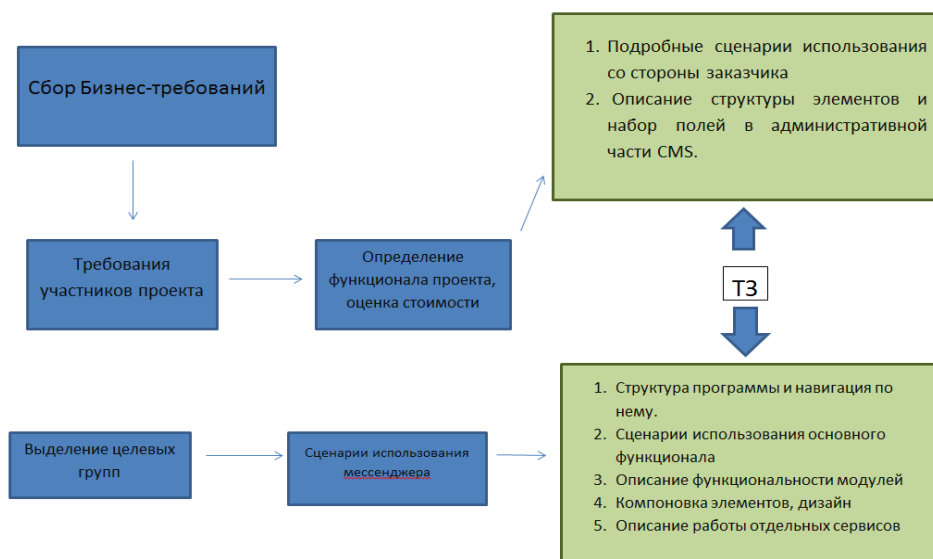 Сбор Бизнес-требований
1. Подробные сценарии использования
со стороны заказчика
2. Описание структуры элементов и
набор полей в административной
части CMS.
Требования
участников проекта
Определение
функционала проекта,
оценка стоимости
ТЗ
Выделение целевых
групп
Сценарии использования
мессенджера
1. Структура программы и навигация по
нему.
2. Сценарии использования основного
функционала
3. Описание функциональности модулей
4. Компоновка элементов, дизайн
5. Описание работы отдельных сервисов